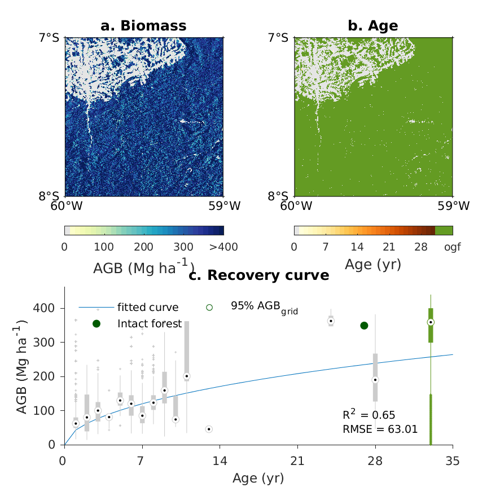 a. Biomass
b. Age
7°S
7°S
8°S
8°S
60°W
59°W
60°W
59°W
0 100 200 300 >400
0 7 14 21 28 ogf
AGB (Mg ha-1)
Age (yr)
c. Recovery curve
fitted curve
95% AGBgrid
Intact forest
400
300
200
100
0
AGB (Mg ha-1)
R2 = 0.65
RMSE = 63.01
0 7 14 21 28 35
Age (yr)